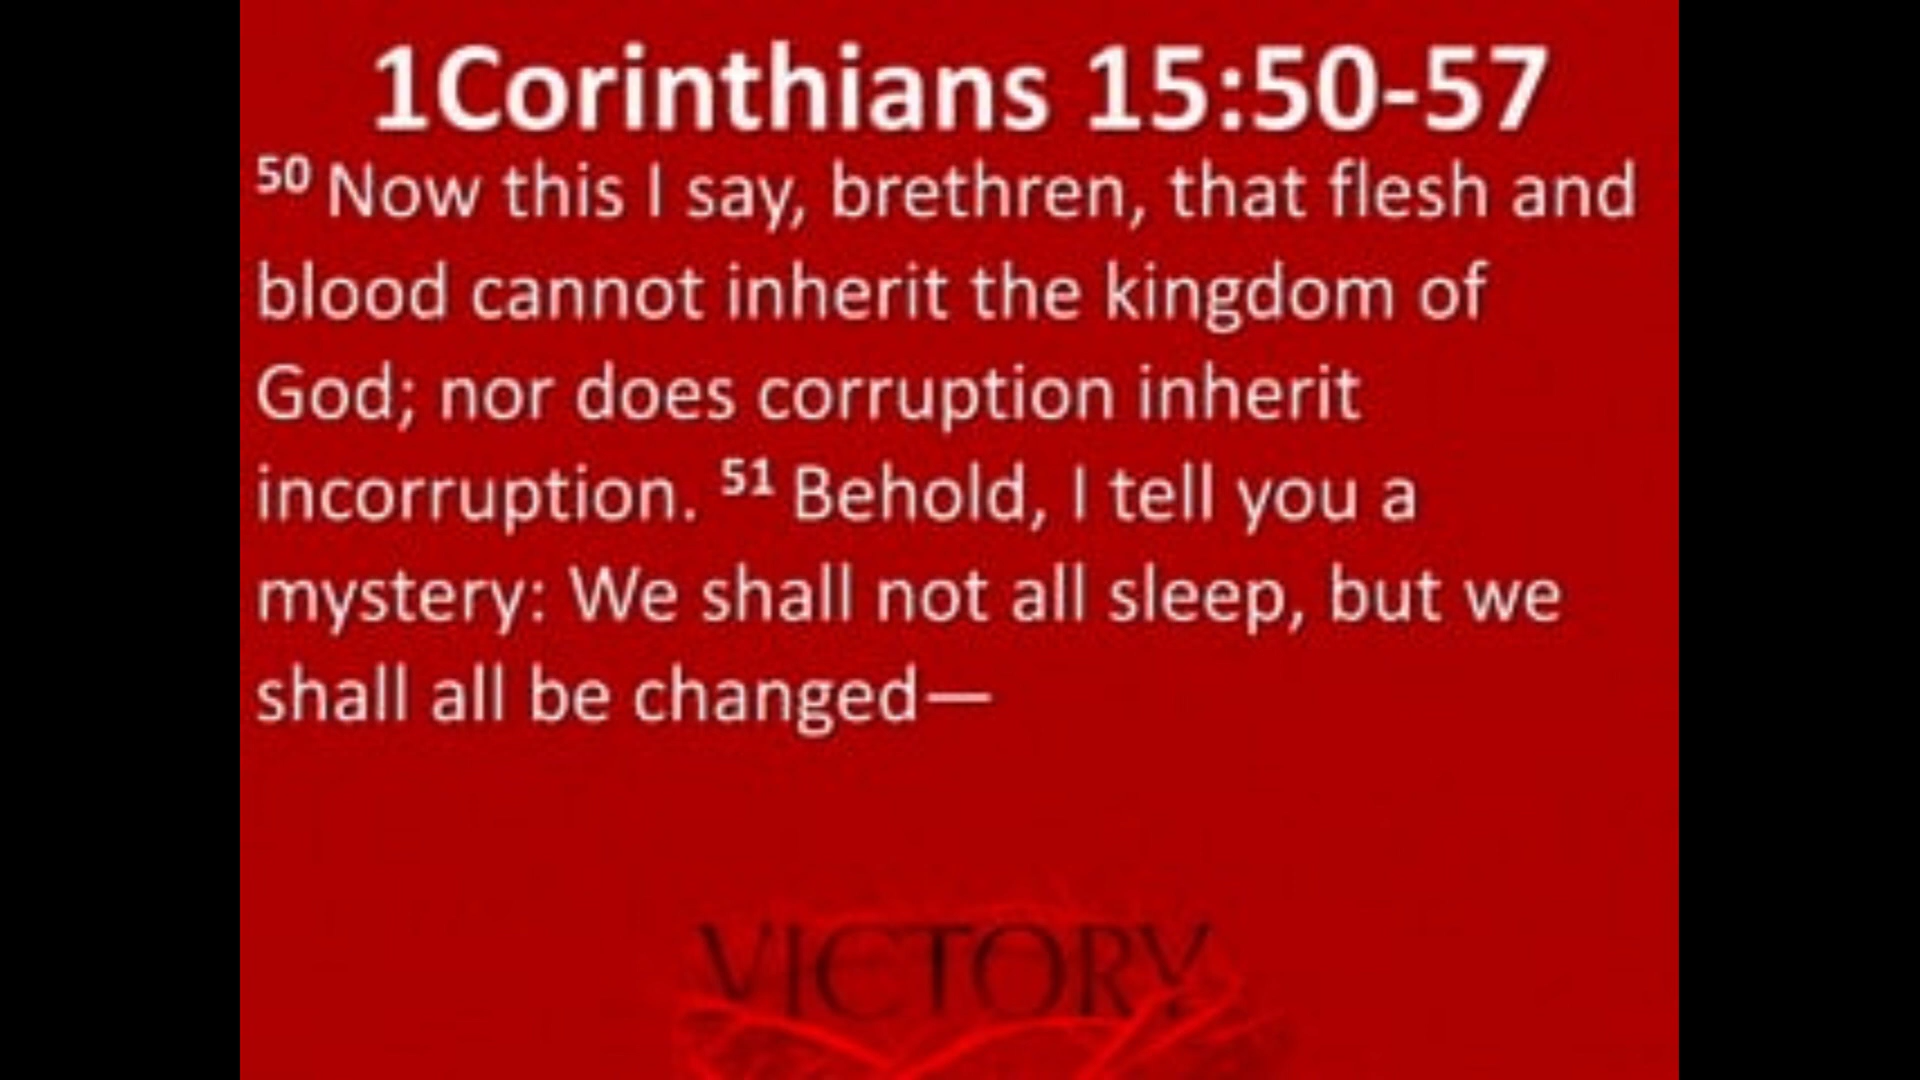 1Corinthians 15:50-57
50 Now this I say, brethren, that flesh and
blood cannot inherit the kingdom of
God; nor does corruption inherit
incorruption. 51 Behold, I tell you a
mystery: We shall not all sleep, but we
shall all be changed—
VICTORY